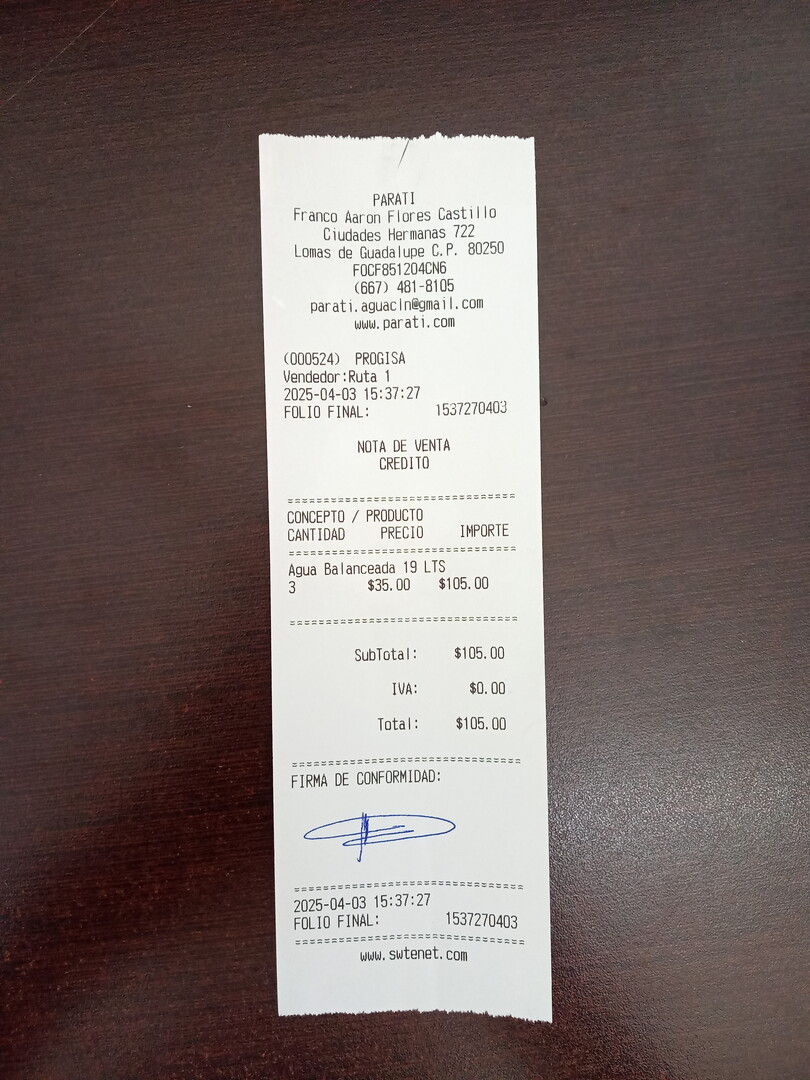 PARATI
Franco Aaron Flores Castillo
Ciudades Hermanas 722
Lomas de Guadalupe C.P. 80250
FOCF851204CN6
(667) 481-8105
parati.aguacln@gmail.com
www.parati.com
(000524) PROGISA
Vendedor:Ruta 1
2025-04-03 15:37:27
FOLIO FINAL: 1537270403
NOTA DE VENTA
CREDITO
=================================
CONCEPTO / PRODUCTO
CANTIDAD PRECIO IMPORTE
=================================
Agua Balanceada 19 LTS
3 $35.00 $105.00
=================================
SubTotal: $105.00
IVA: $0.00
Total: $105.00
=================================
FIRMA DE CONFORMIDAD:
=================================
2025-04-03 15:37:27
FOLIO FINAL: 1537270403
=================================
www.swtenet.com